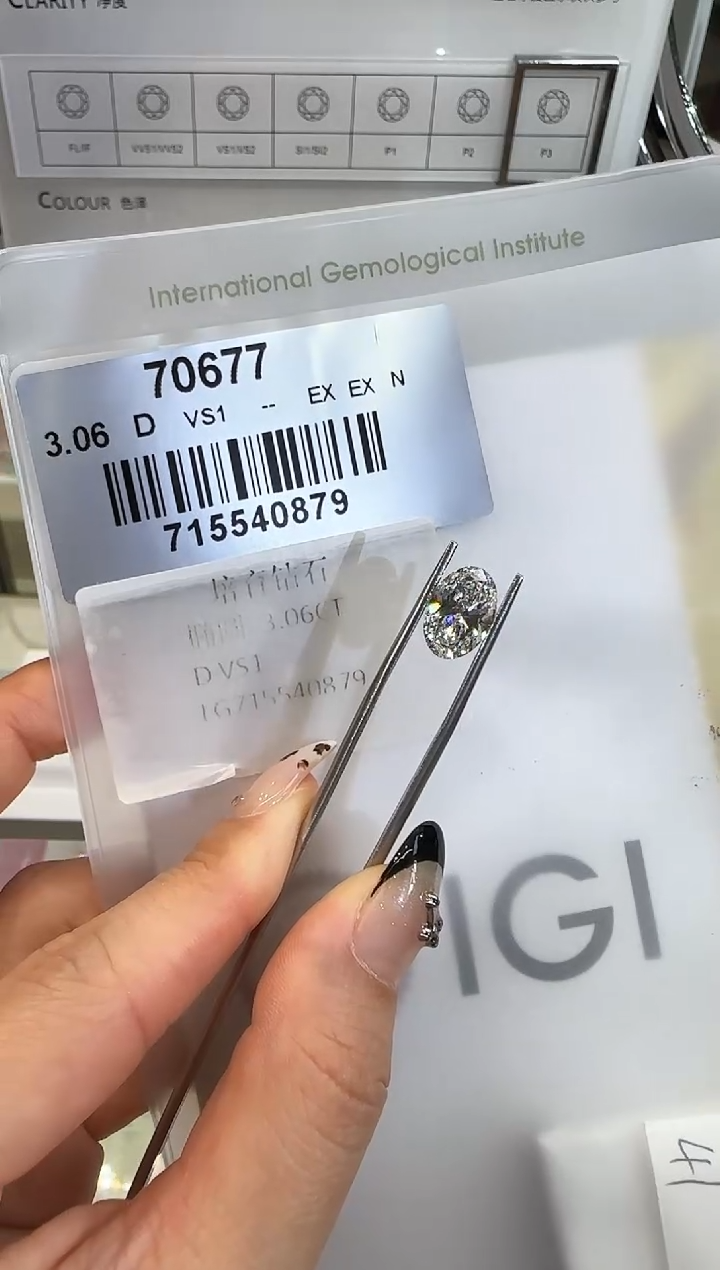 CLARITY 净度
FL/IF VVS1/VVS2 VS1/VS2 SI1/SI2 P1 P2 P3
COLOUR 色泽
International Gemological Institute
70677
3.06 D VS1 -- EX EX N
715540879
培育钻石
椭圆 3.06CT
D VS1
LG715540879
IGI